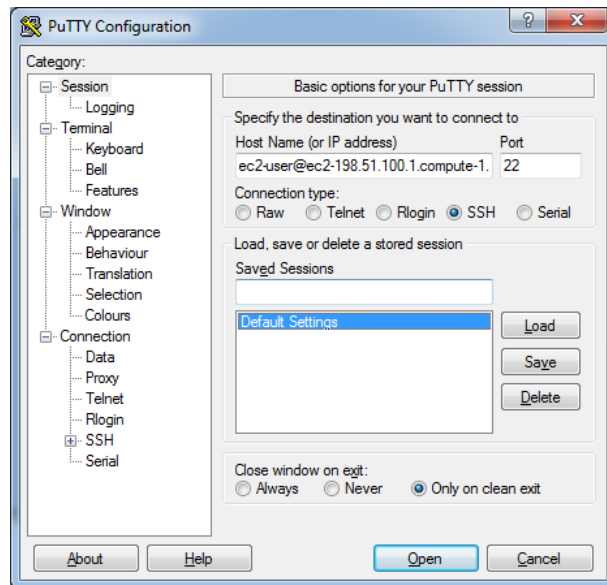 PuTTY Configuration
Category:
Session
Logging
Terminal
Keyboard
Bell
Features
Window
Appearance
Behaviour
Translation
Selection
Colours
Connection
Data
Proxy
Telnet
Rlogin
SSH
Serial
Basic options for your PuTTY session
Specify the destination you want to connect to
Host Name (or IP address) Port
ec2-user@ec2-198.51.100.1.compute-1. 22
Connection type:
Raw Telnet Rlogin SSH Serial
Load, save or delete a stored session
Saved Sessions
Default Settings
Load
Save
Delete
Close window on exit:
Always Never Only on clean exit
About Help Open Cancel